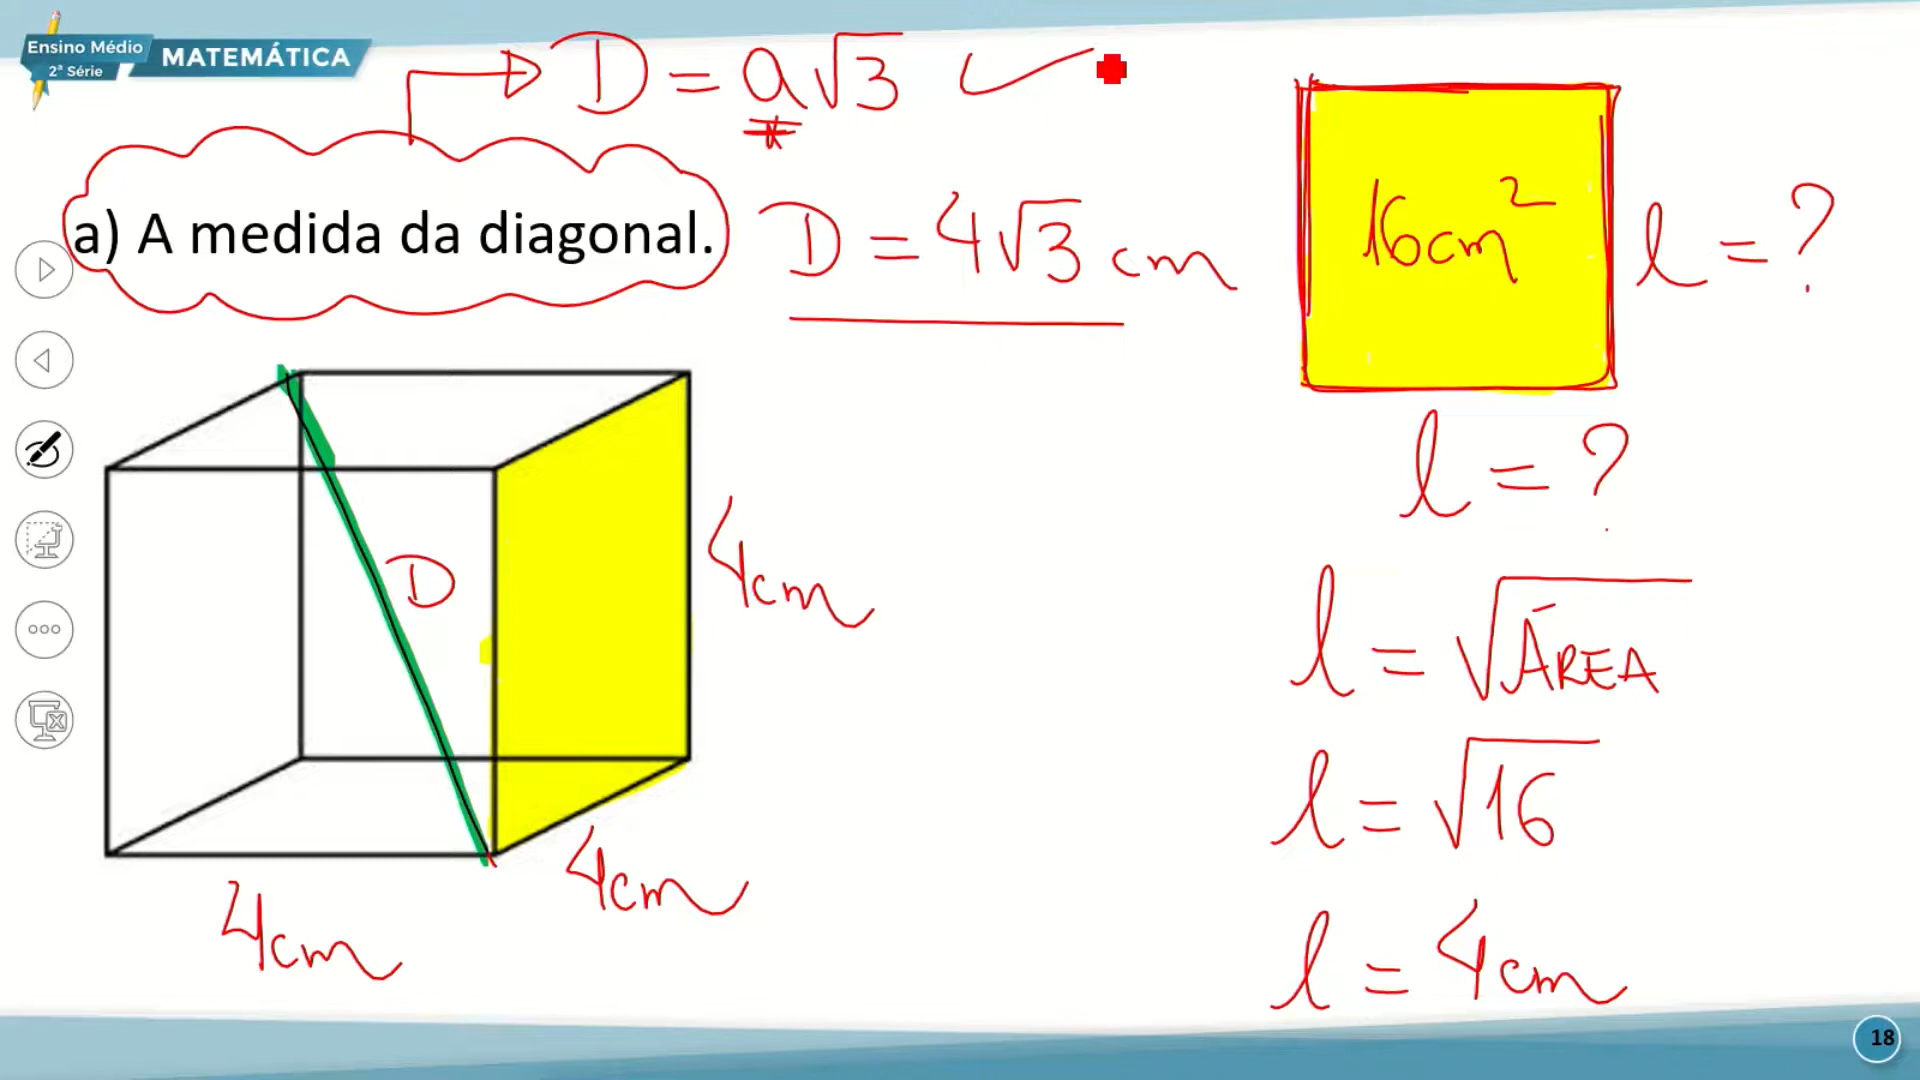 Ensino Médio
2ª Série
MATEMÁTICA
D = a√3
a) A medida da diagonal.
D = 4√3 cm
16cm²
l = ?
l = ?
D
4cm
4cm
4cm
l = √ÁREA
l = √16
l = 4cm
18